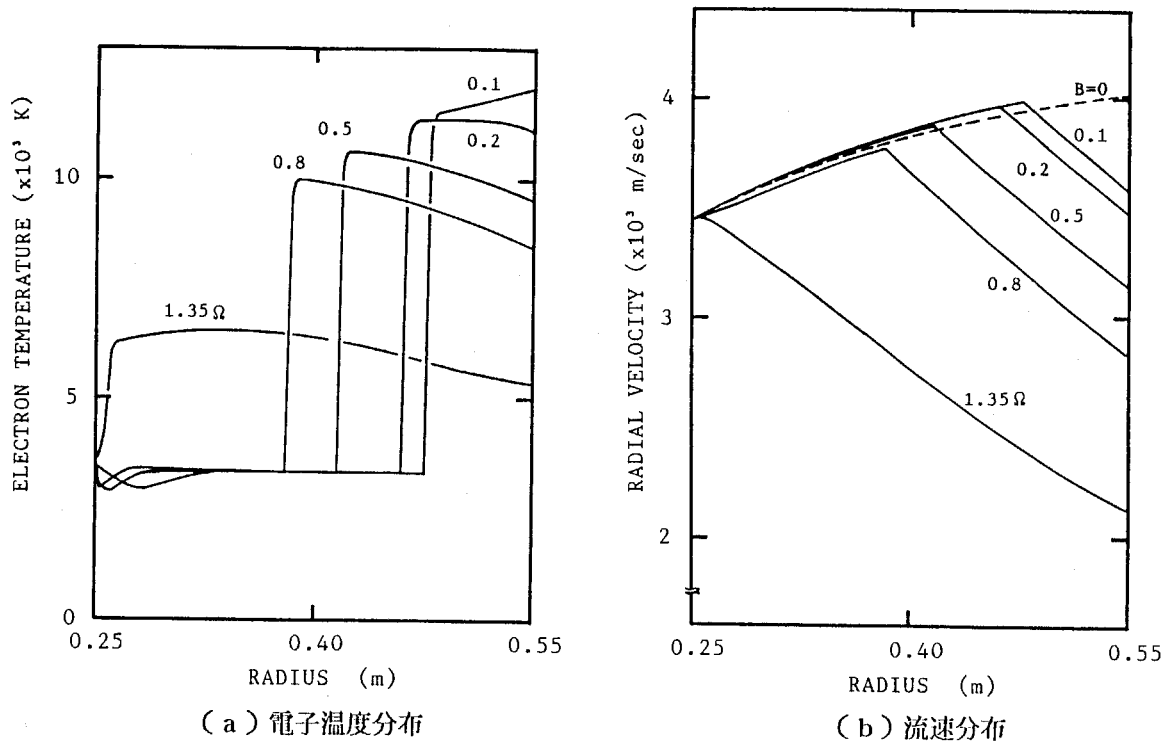 ELECTRON TEMPERATURE (x10³ K)
10
5
0
0.1
0.5
0.2
0.8
1.35Ω
0.25
0.40
0.55
RADIUS (m)
(a)電子温度分布
RADIAL VELOCITY (x10³ m/sec)
4
3
2
B=0
0.1
0.2
0.5
0.8
1.35Ω
0.25
0.40
0.55
RADIUS (m)
(b)流速分布